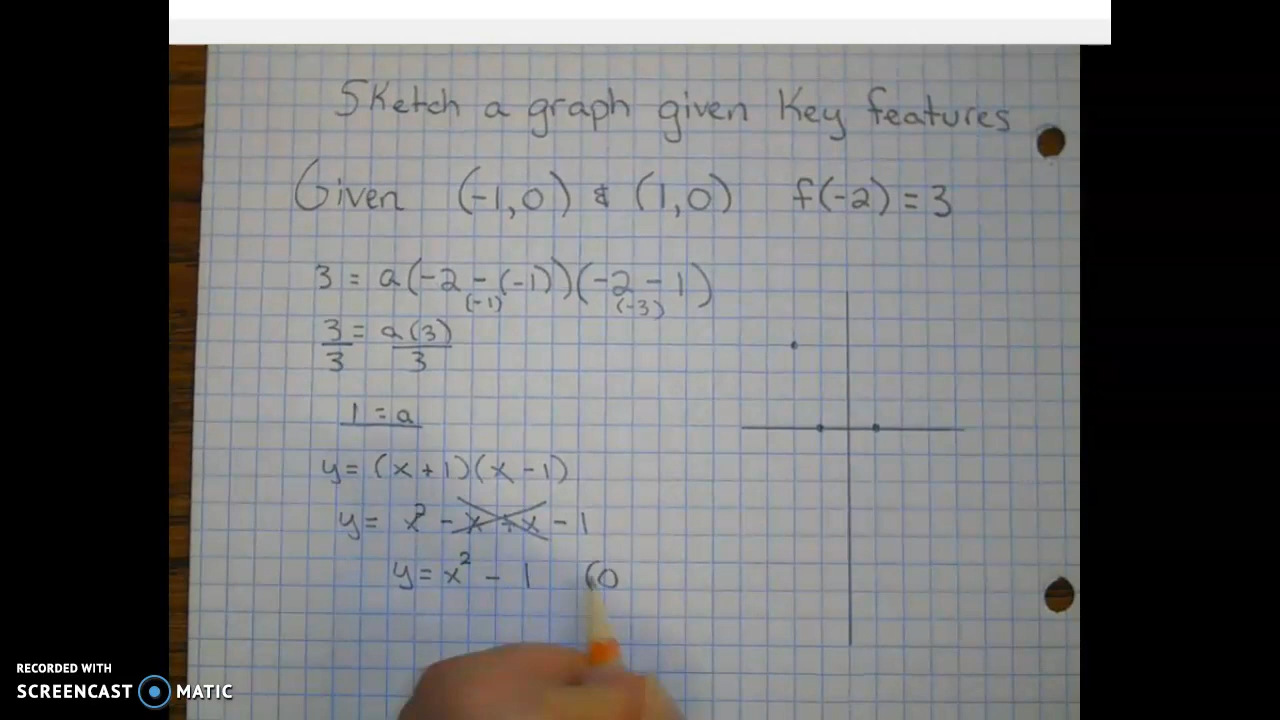 Sketch a graph given Key features
Given (-1,0) & (1,0) f(-2) = 3
3 = a(-2 - (-1))(-2 - 1)
(-1) (-3)
3/3 = a(3)/3
1 = a
y = (x + 1)(x - 1)
y = x² - x + x - 1
y = x² - 1 (0
RECORDED WITH
SCREENCAST MATIC